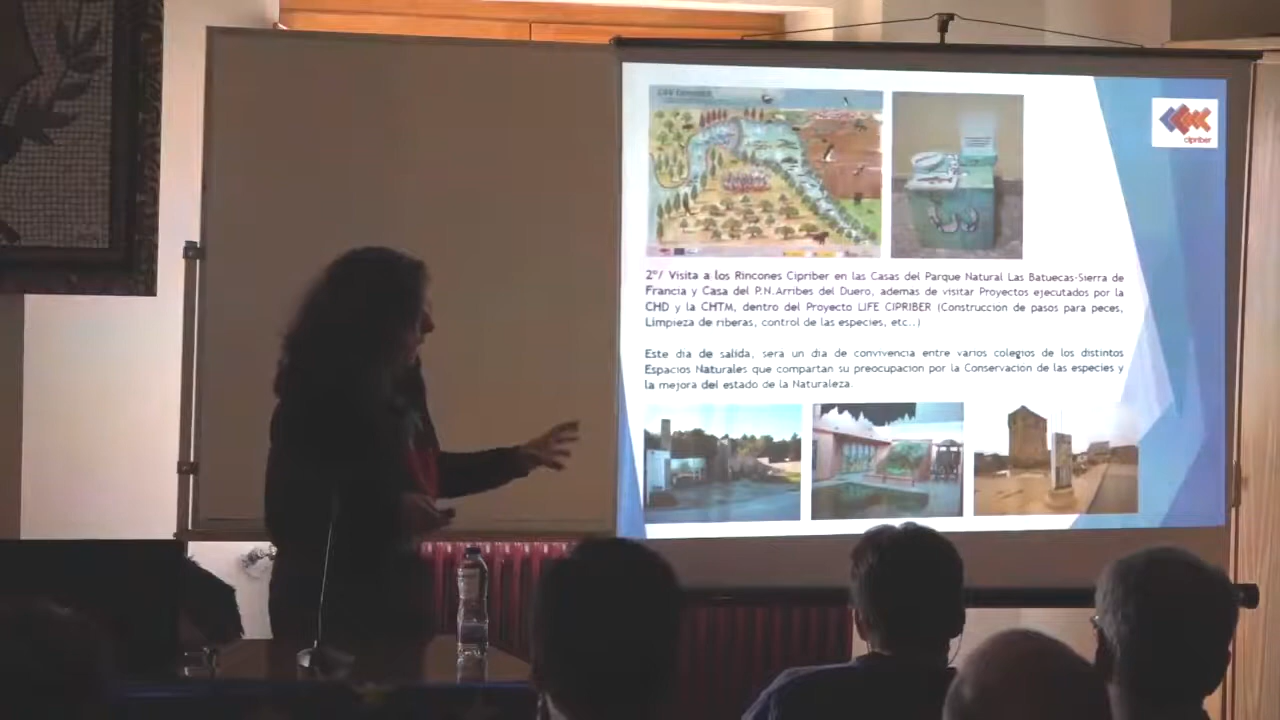 cipriber
2º/ Visita a los Rincones Cipriber en las Casas del Parque Natural Las Batuecas-Sierra de
Francia y Casa del P.N.Arribes del Duero, ademas de visitar Proyectos ejecutados por la
CHD y la CHTM, dentro del Proyecto LIFE CIPRIBER (Construccion de pasos para peces,
Limpieza de riberas, control de las especies, etc..)
Este dia de salida, sera un dia de convivencia entre varios colegios de los distintos
Espacios Naturales que compartan su preocupacion por la Conservacion de las especies y
la mejora del estado de la Naturaleza.